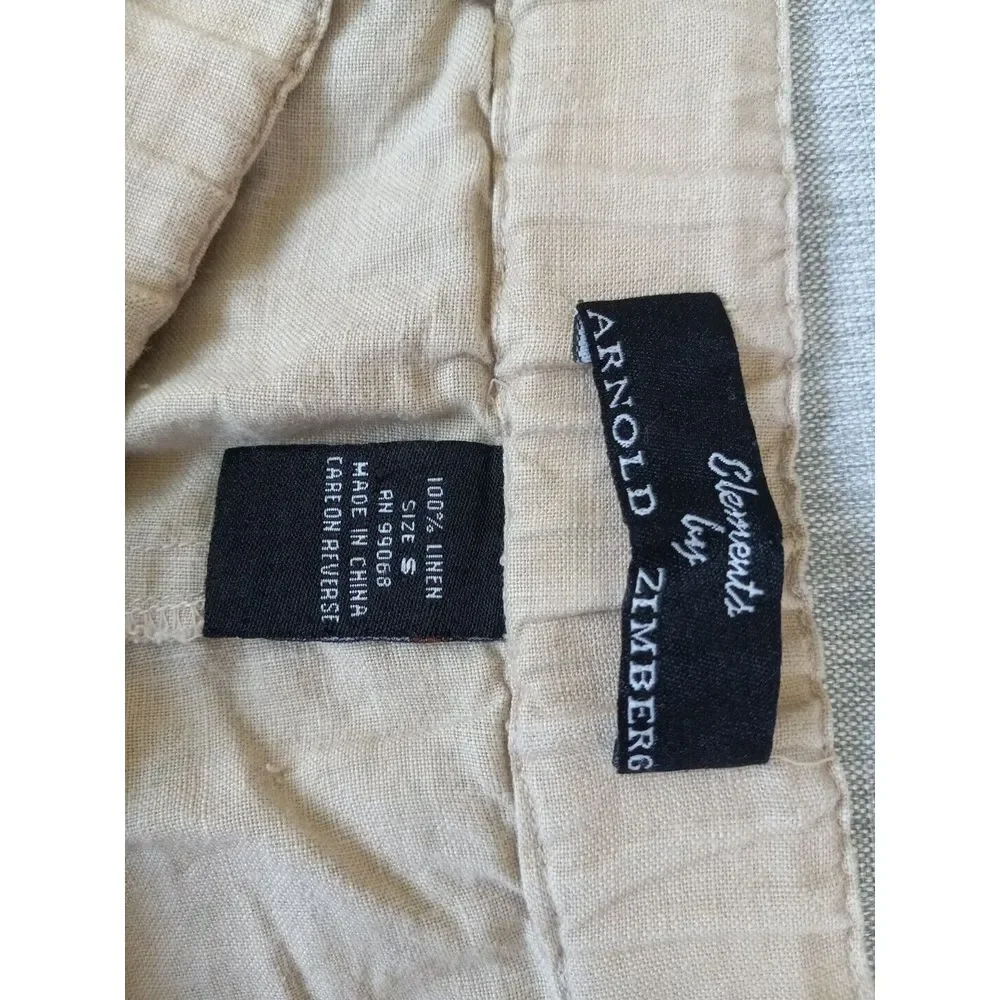 Elements
by
ARNOLD ZIMBERG
100% LINEN
SIZE S
RN 99068
MADE IN CHINA
CARE ON REVERSE